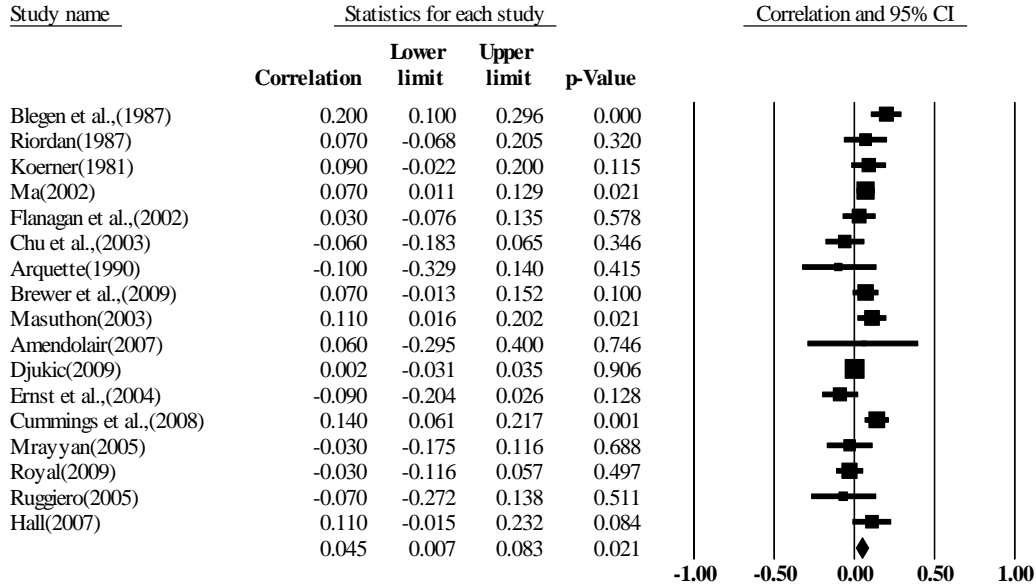 Study name Statistics for each study Correlation and 95% CI
Lower Upper
Correlation limit limit p-Value
Blegen et al.,(1987) 0.200 0.100 0.296 0.000
Riordan(1987) 0.070 -0.068 0.205 0.320
Koerner(1981) 0.090 -0.022 0.200 0.115
Ma(2002) 0.070 0.011 0.129 0.021
Flanagan et al.,(2002) 0.030 -0.076 0.135 0.578
Chu et al.,(2003) -0.060 -0.183 0.065 0.346
Arquette(1990) -0.100 -0.329 0.140 0.415
Brewer et al.,(2009) 0.070 -0.013 0.152 0.100
Masuthon(2003) 0.110 0.016 0.202 0.021
Amendolair(2007) 0.060 -0.295 0.400 0.746
Djukic(2009) 0.002 -0.031 0.035 0.906
Ernst et al.,(2004) -0.090 -0.204 0.026 0.128
Cummings et al.,(2008) 0.140 0.061 0.217 0.001
Mrayyan(2005) -0.030 -0.175 0.116 0.688
Royal(2009) -0.030 -0.116 0.057 0.497
Ruggiero(2005) -0.070 -0.272 0.138 0.511
Hall(2007) 0.110 -0.015 0.232 0.084
0.045 0.007 0.083 0.021
-1.00 -0.50 0.00 0.50 1.00